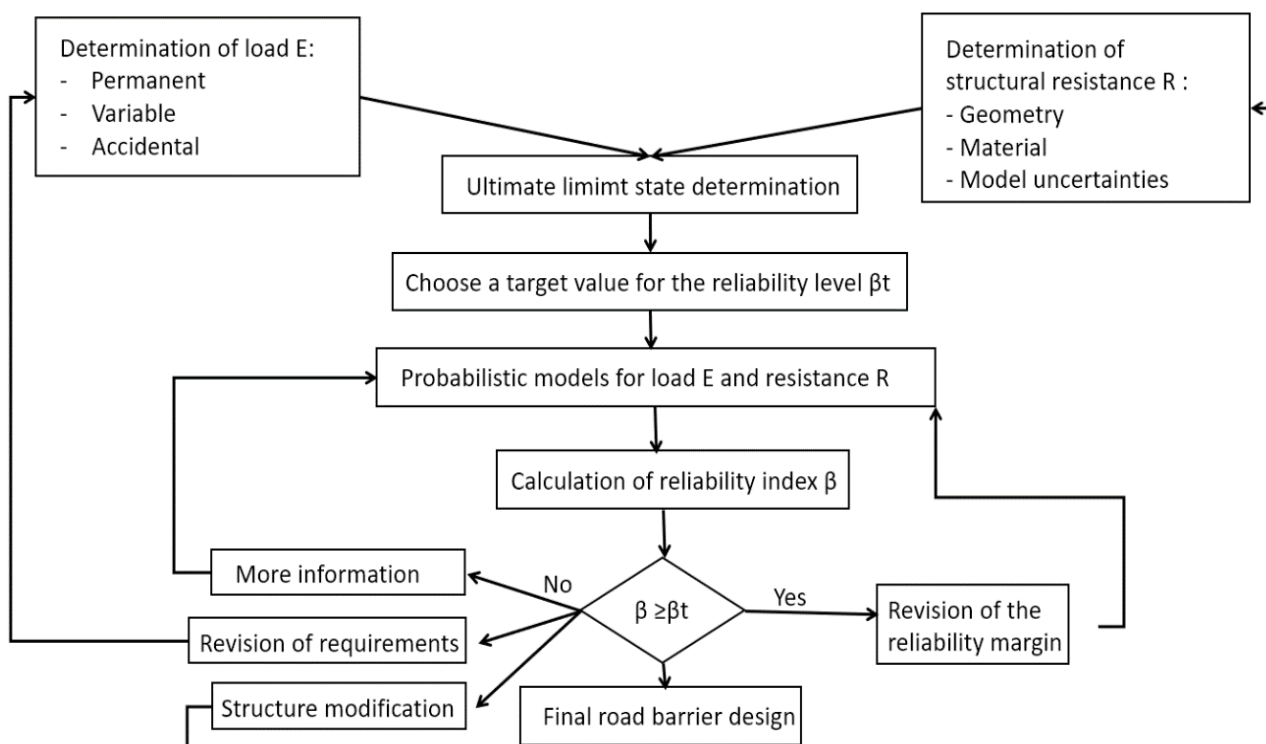 Determination of load E:
- Permanent
- Variable
- Accidental
Determination of
structural resistance R :
- Geometry
- Material
- Model uncertainties
Ultimate limimt state determination
Choose a target value for the reliability level βt
Probabilistic models for load E and resistance R
Calculation of reliability index β
More information
No
β ≥βt
Yes
Revision of the
reliability margin
Revision of requirements
Structure modification
Final road barrier design